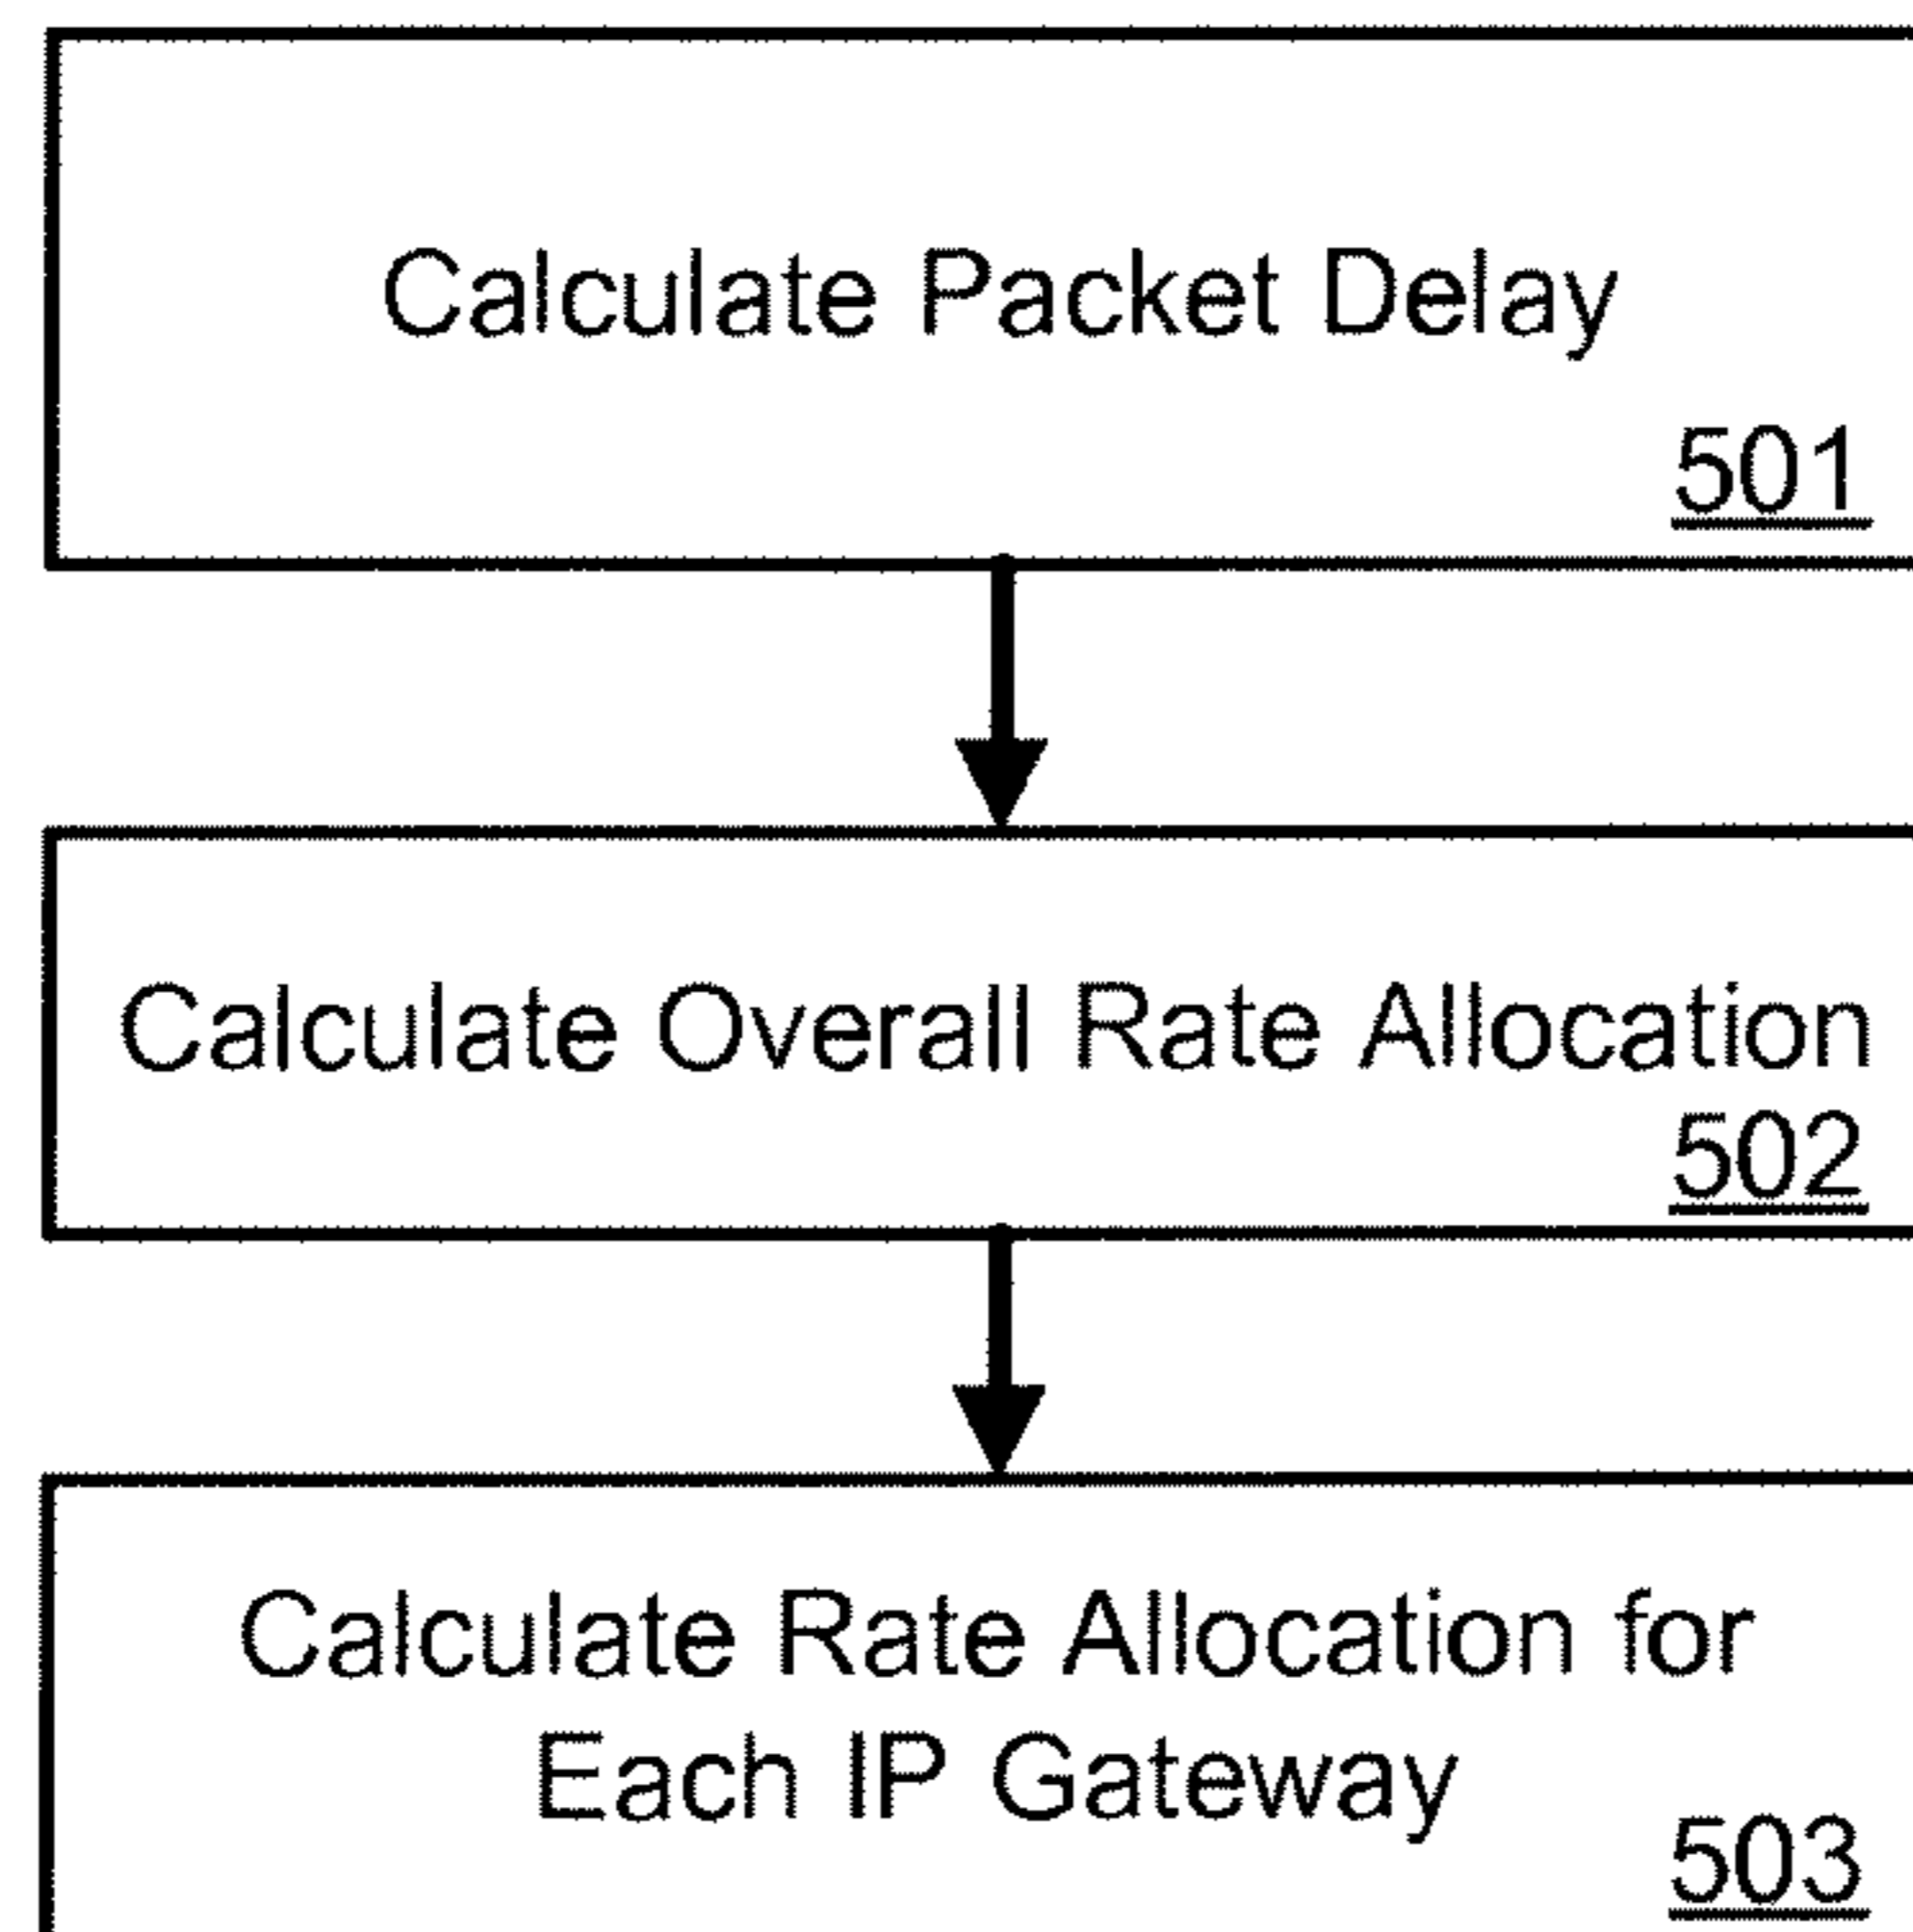 Calculate Packet Delay
501
Calculate Overall Rate Allocation
502
Calculate Rate Allocation for
Each IP Gateway
503